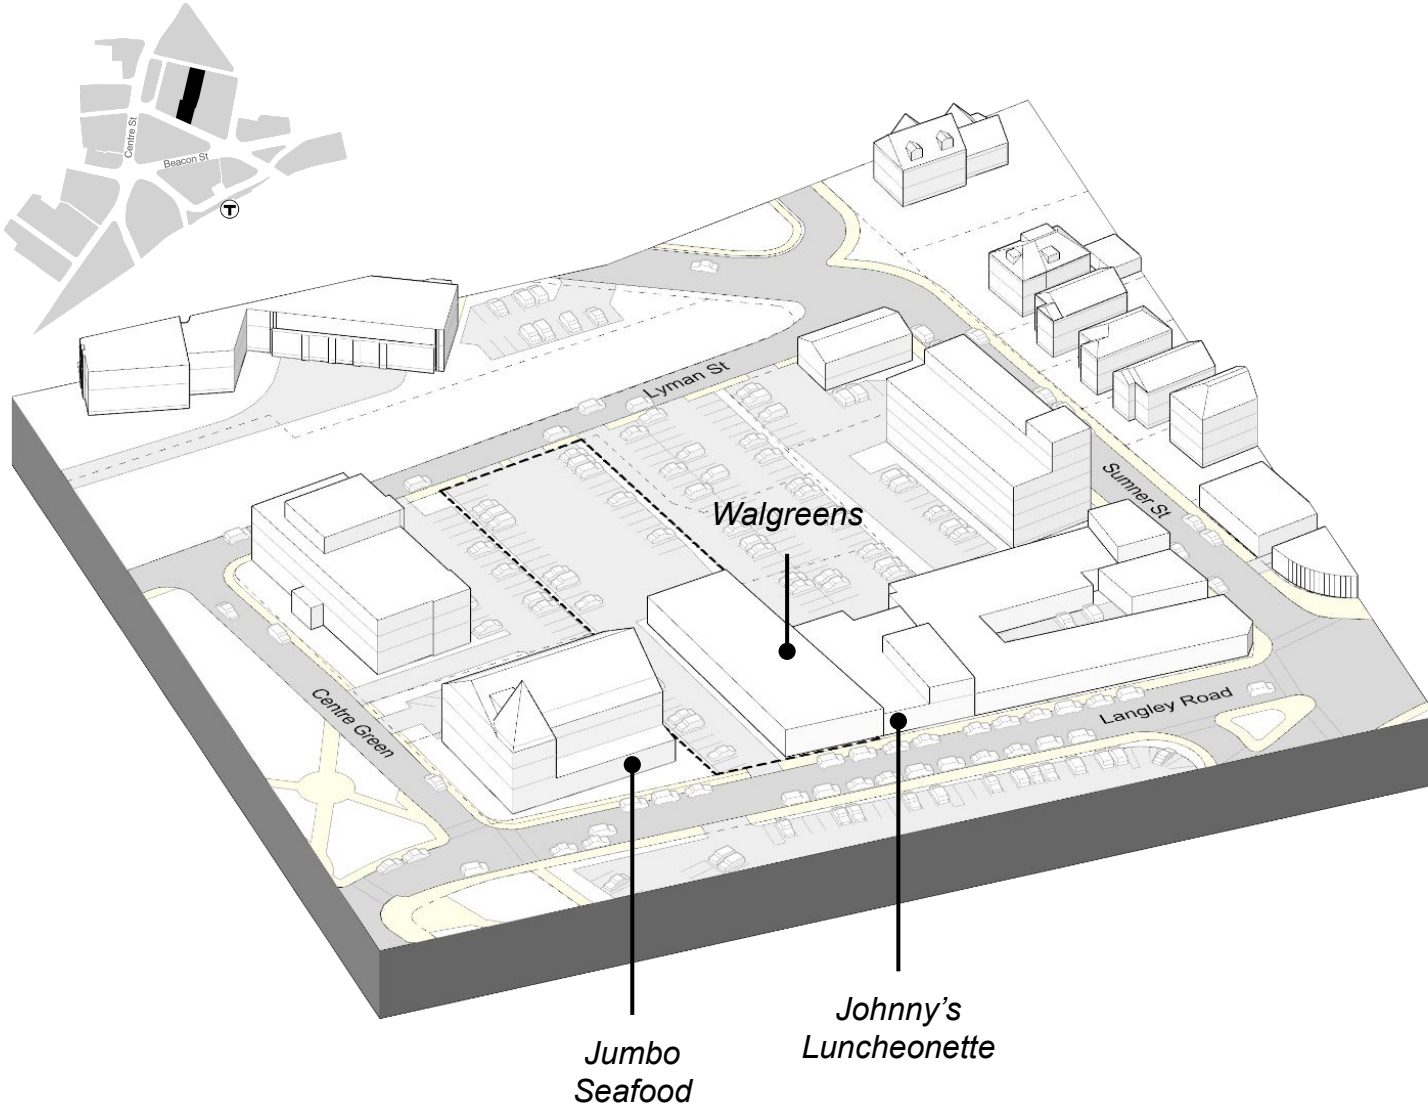 Centre St
Beacon St
T
Lyman St
Walgreens
Sumner St
Centre Green
Langley Road
Johnny's
Luncheonette
Jumbo
Seafood